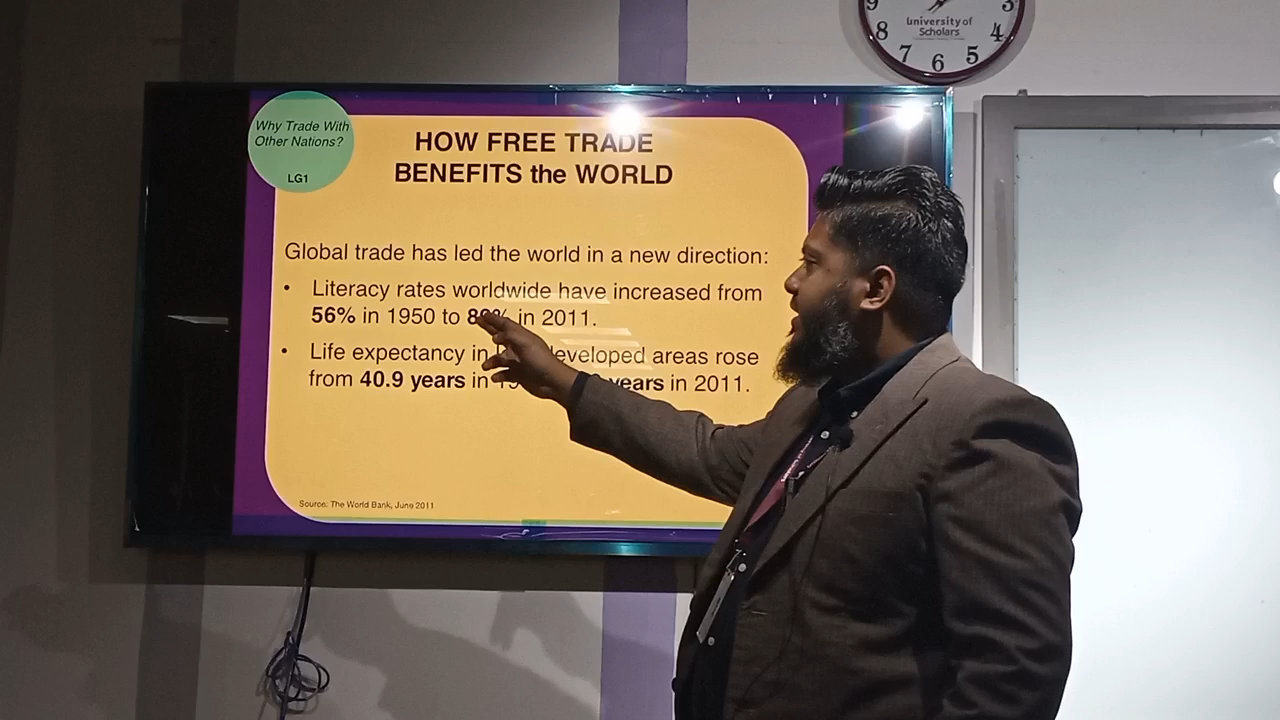 9
3
University of
8
Scholars
4
7
5
6
Why Trade With
Other Nations?
LG1
HOW FREE TRADE
BENEFITS the WORLD
Global trade has led the world in a new direction:
• Literacy rates worldwide have increased from
56% in 1950 to in 2011.
• Life expectancy in developed areas rose
from 40.9 years in years in 2011.
Source: The World Bank, June 2011